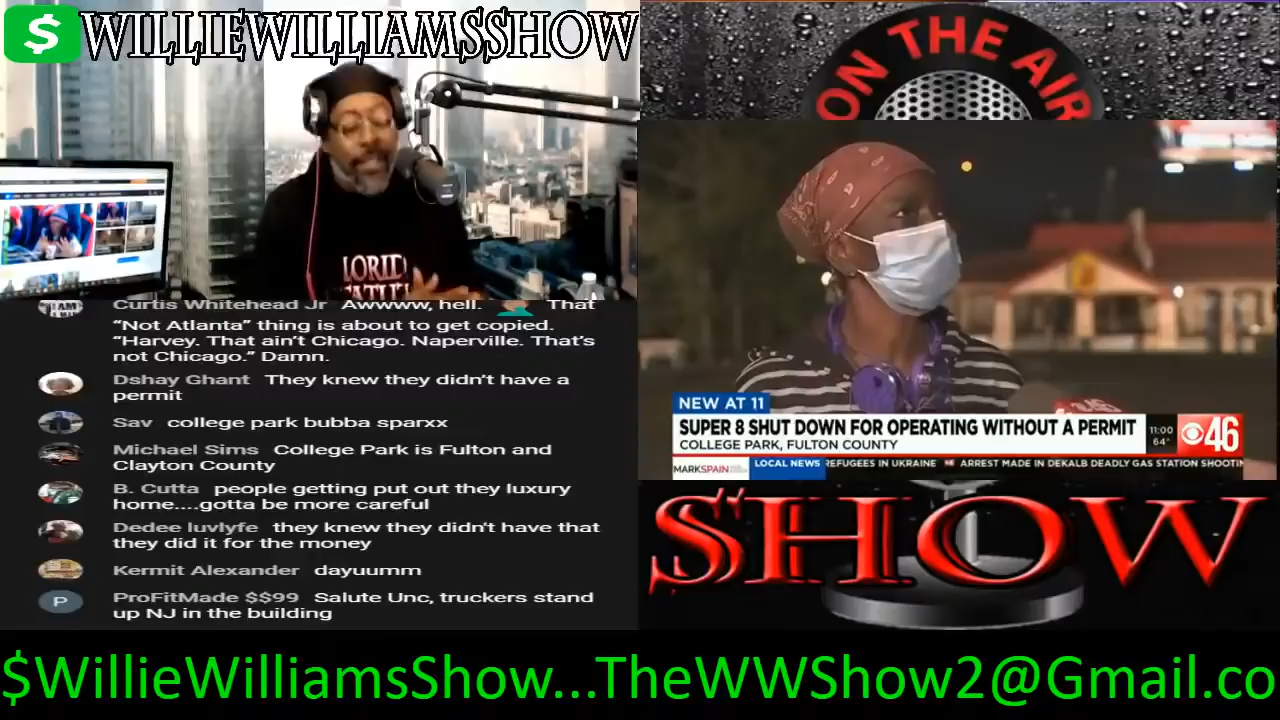 $ WILLIEWILLIAMSSHOW
ON THE AIR
Curtis Whitehead Jr Awwww, hell. That
“Not Atlanta” thing is about to get copied.
“Harvey. That ain’t Chicago. Naperville. That’s
not Chicago.” Damn.
Dshay Ghant They knew they didn’t have a
permit
Sav college park bubba sparxx
Michael Sims College Park is Fulton and
Clayton County
B. Cutta people getting put out they luxury
home....gotta be more careful
Dedee luvlyfe they knew they didn't have that
they did it for the money
Kermit Alexander dayuumm
P
ProFitMade $$99 Salute Unc, truckers stand
up NJ in the building
NEW AT 11
SUPER 8 SHUT DOWN FOR OPERATING WITHOUT A PERMIT
COLLEGE PARK, FULTON COUNTY
11:00
64°
46
MARKSPAIN
LOCAL NEWS
REFUGEES IN UKRAINE
ARREST MADE IN DEKALB DEADLY GAS STATION SHOOTIN
$HOW
$WillieWilliamsShow...TheWWShow2@Gmail.co